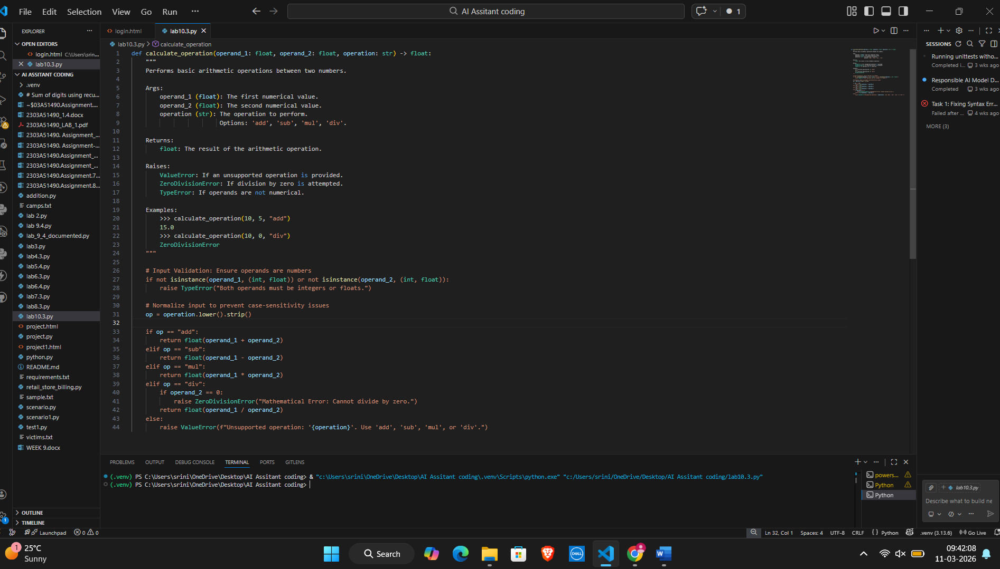 File Edit Selection View Go Run ···
AI Assitant coding
1
EXPLORER
OPEN EDITORS
login.html C:\Users\srin...
lab10.3.py
AI ASSITANT CODING
.venv
# Sum of digits using recu...
~$03A51490.Assignment....
2303A51490_1.4.docx
2303A51490_LAB_1.pdf
2303A51490. Assignment_...
2303A51490. Assignment-...
2303A51490.Assignment_...
2303A51490.Assignment_...
2303A51490.Assignment.7...
2303A51490.Assignment.8...
addition.py
camps.txt
lab 2.py
lab 9.4.py
lab_9_4_documented.py
lab3.py
lab4.3.py
lab5.4.py
lab6.3.py
lab6.4.py
lab7.3.py
lab8.3.py
lab10.3.py
project.html
project.py
project1.html
python.py
README.md
requirements.txt
retail_store_billing.py
sample.txt
scenario.py
scenario1.py
test1.py
victims.txt
WEEK 9.docx
OUTLINE
TIMELINE
login.html
lab10.3.py
lab10.3.py > calculate_operation
1 def calculate_operation(operand_1: float, operand_2: float, operation: str) -> float:
2 """
3 Performs basic arithmetic operations between two numbers.
4
5 Args:
6 operand_1 (float): The first numerical value.
7 operand_2 (float): The second numerical value.
8 operation (str): The operation to perform.
9 Options: 'add', 'sub', 'mul', 'div'.
10
11 Returns:
12 float: The result of the arithmetic operation.
13
14 Raises:
15 ValueError: If an unsupported operation is provided.
16 ZeroDivisionError: If division by zero is attempted.
17 TypeError: If operands are not numerical.
18
19 Examples:
20 >>> calculate_operation(10, 5, "add")
21 15.0
22 >>> calculate_operation(10, 0, "div")
23 ZeroDivisionError
24 """
25
26 # Input Validation: Ensure operands are numbers
27 if not isinstance(operand_1, (int, float)) or not isinstance(operand_2, (int, float)):
28 raise TypeError("Both operands must be integers or floats.")
29
30 # Normalize input to prevent case-sensitivity issues
31 op = operation.lower().strip()
32
33 if op == "add":
34 return float(operand_1 + operand_2)
35 elif op == "sub":
36 return float(operand_1 - operand_2)
37 elif op == "mul":
38 return float(operand_1 * operand_2)
39 elif op == "div":
40 if operand_2 == 0:
41 raise ZeroDivisionError("Mathematical Error: Cannot divide by zero.")
42 return float(operand_1 / operand_2)
43 else:
44 raise ValueError(f"Unsupported operation: '{operation}'. Use 'add', 'sub', 'mul', or 'div'.")
PROBLEMS OUTPUT DEBUG CONSOLE TERMINAL PORTS GITLENS
(.venv) PS C:\Users\srini\OneDrive\Desktop\AI Assitant coding> & "c:\Users\srini\OneDrive\Desktop\AI Assitant coding\.venv\Scripts\python.exe" "c:/Users/srini/OneDrive/Desktop/AI Assitant coding/lab10.3.py"
(.venv) PS C:\Users\srini\OneDrive\Desktop\AI Assitant coding>
powers...
Python
Python
SESSIONS
Running unittests witho...
Completed i... 3 wks ago
Responsible AI Model D...
Completed 3 wks ago
Task 1: Fixing Syntax Err...
Failed after ... 4 wks ago
MORE (3)
lab10.3.py
Describe what to build ne
Launchpad 0 0
Ln 32, Col 1 Spaces: 4 UTF-8 CRLF { } Python .venv (3.13.6) Go Live
1
1
25°C
Sunny
Search
DELL
W
09:42:08
11-03-2026